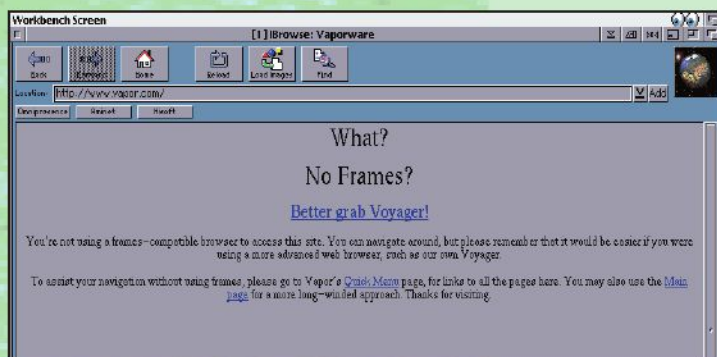 Workbench Screen
[1] IBrowse: Vaporware
Back
Forward
Home
Reload
Load Images
Find
Location: http://www.vapor.com/
Add
Omnipresence
Aminet
Hisoft
What?
No Frames?
Better grab Voyager!
You're not using a frames-compatible browser to access this site. You can navigate around, but please remember that it would be easier if you were
using a more advanced web browser, such as our own Voyager.
To assist your navigation without using frames, please go to Vapor's Quick Menu page, for links to all the pages here. You may also use the Main
page for a more long-winded approach. Thanks for visiting.